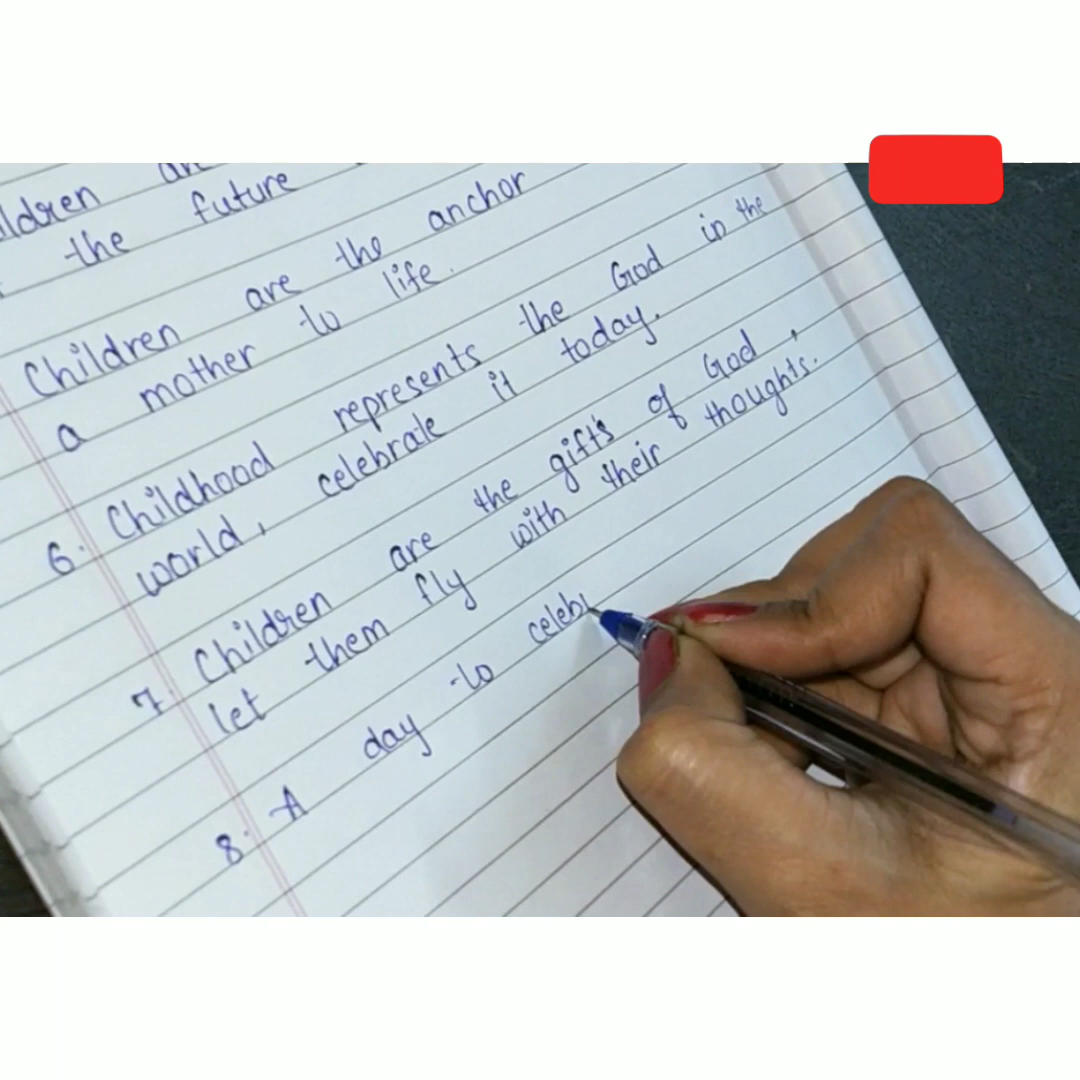 the future
Children are the anchor
a mother to life.
6. Childhood represents the God in the
world, celebrate it today.
7. Children are the gifts of God,
let them fly with their thoughts.
8. A day to celeb